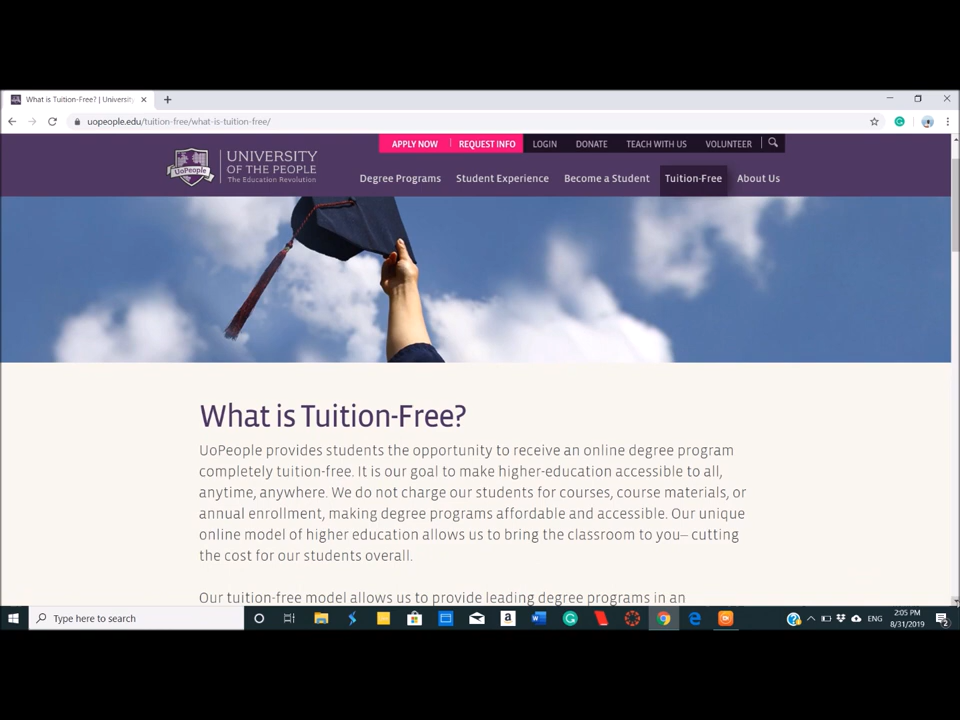 What is Tuition-Free? | Universit
uopeople.edu/tuition-free/what-is-tuition-free/
APPLY NOW REQUEST INFO LOGIN DONATE TEACH WITH US VOLUNTEER
UoPeople
UNIVERSITY
OF THE PEOPLE
The Education Revolution
Degree Programs Student Experience Become a Student Tuition-Free About Us
What is Tuition-Free?
UoPeople provides students the opportunity to receive an online degree program
completely tuition-free. It is our goal to make higher-education accessible to all,
anytime, anywhere. We do not charge our students for courses, course materials, or
annual enrollment, making degree programs affordable and accessible. Our unique
online model of higher education allows us to bring the classroom to you– cutting
the cost for our students overall.
Our tuition-free model allows us to provide leading degree programs in an
Type here to search
ENG
2:05 PM
8/31/2019
2